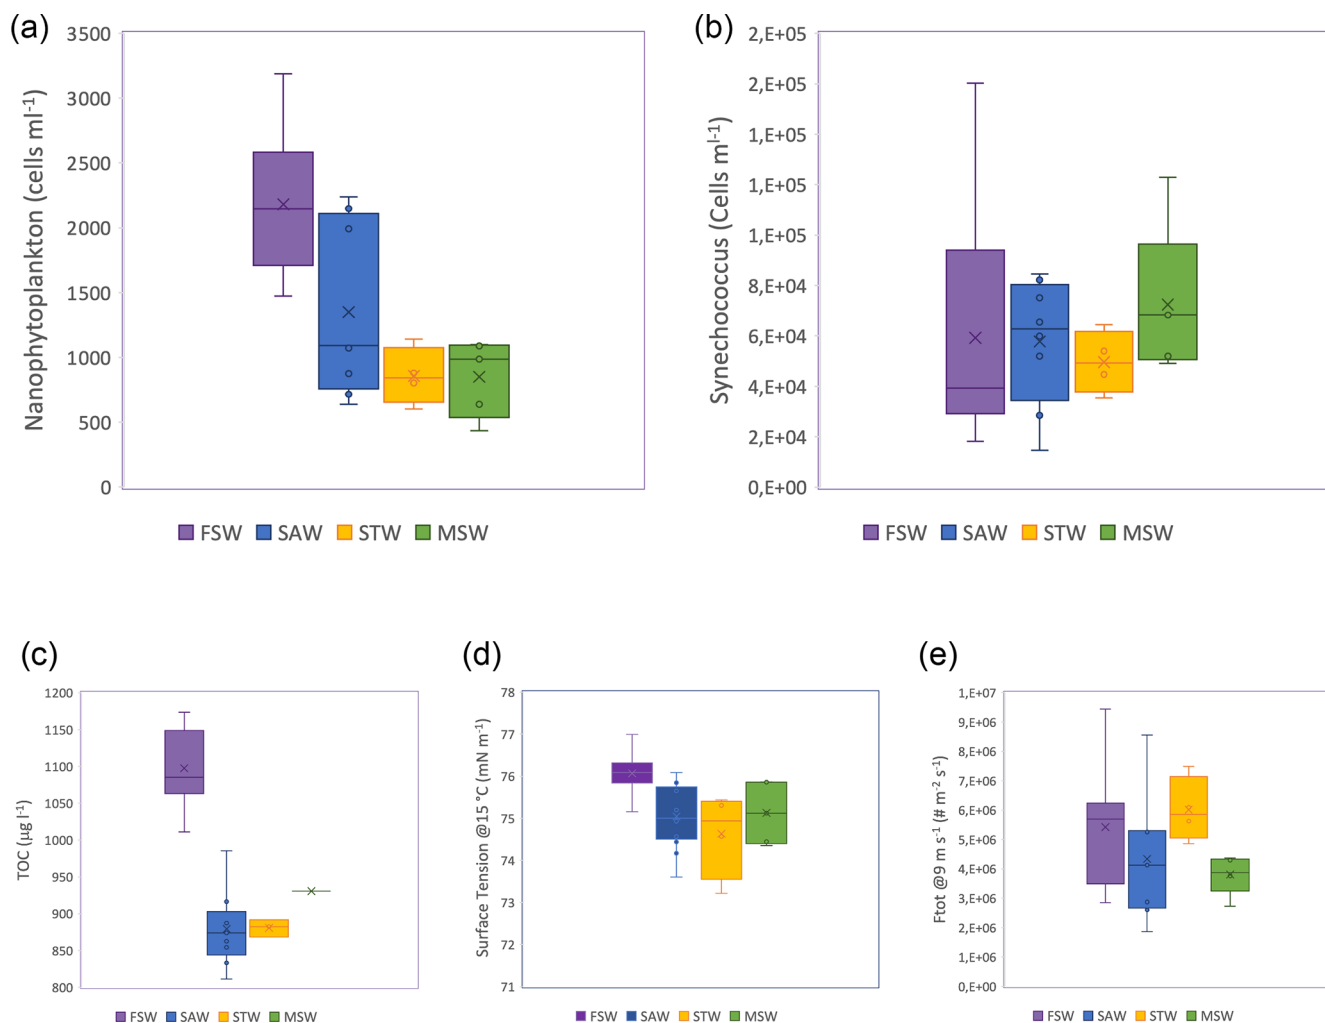 (a)
3500
3000
2500
2000
1500
1000
500
0
Nanophytoplankton (cells ml-1)
FSW SAW STW MSW
(b)
2,E+05
2,E+05
1,E+05
1,E+05
1,E+05
8,E+04
6,E+04
4,E+04
2,E+04
0,E+00
Synechococcus (Cells ml-1)
FSW SAW STW MSW
(c)
1200
1150
1100
1050
1000
950
900
850
800
TOC (µg l-1)
FSW SAW STW MSW
(d)
78
77
76
75
74
73
72
71
Surface Tension @15 °C (mN m-1)
FSW SAW STW MSW
(e)
1,E+07
9,E+06
8,E+06
7,E+06
6,E+06
5,E+06
4,E+06
3,E+06
2,E+06
1,E+06
0,E+00
Ftot @9 m s-1 (# m-2 s-1)
FSW SAW STW MSW